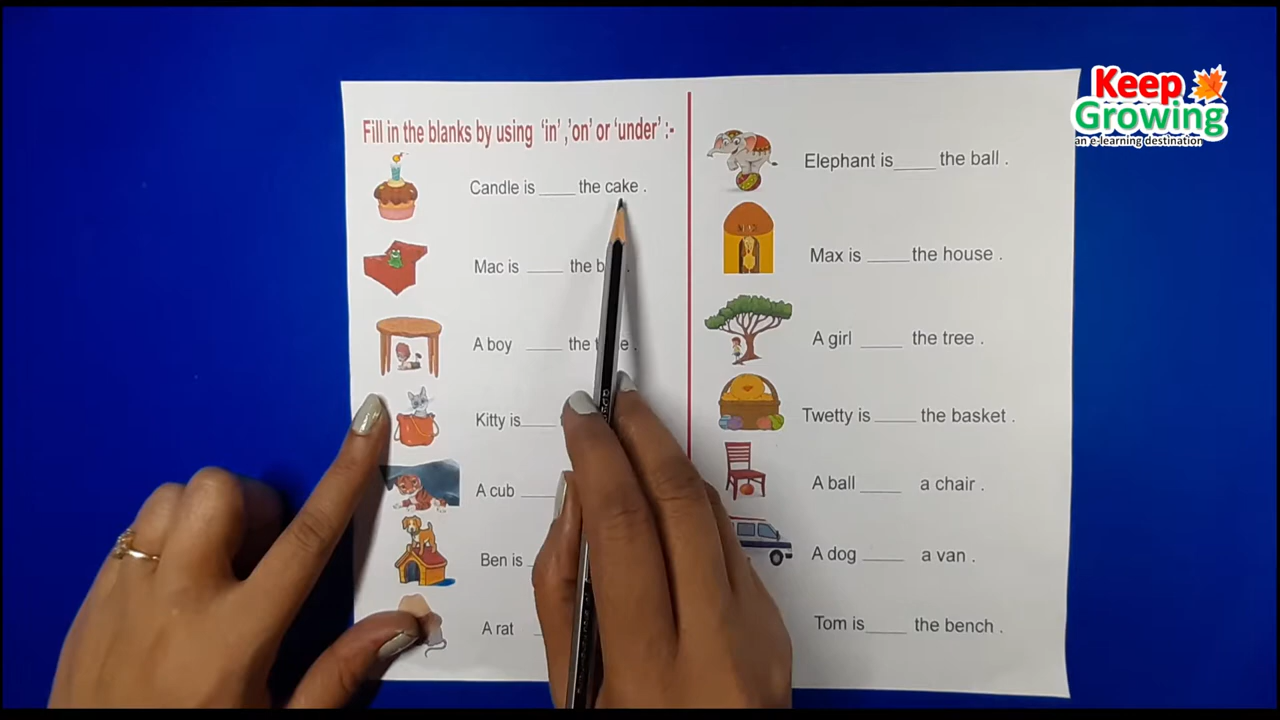 Keep
Growing
an e-learning destination
Fill in the blanks by using 'in' ,'on' or 'under' :-
Candle is ____ the cake .
Mac is ____ the
A boy ____ the
Kitty is____
A cub ____
Ben is
A rat
Elephant is____ the ball .
Max is ____ the house .
A girl ____ the tree .
Twetty is ____ the basket .
A ball ____ a chair .
A dog ____ a van .
Tom is____ the bench .